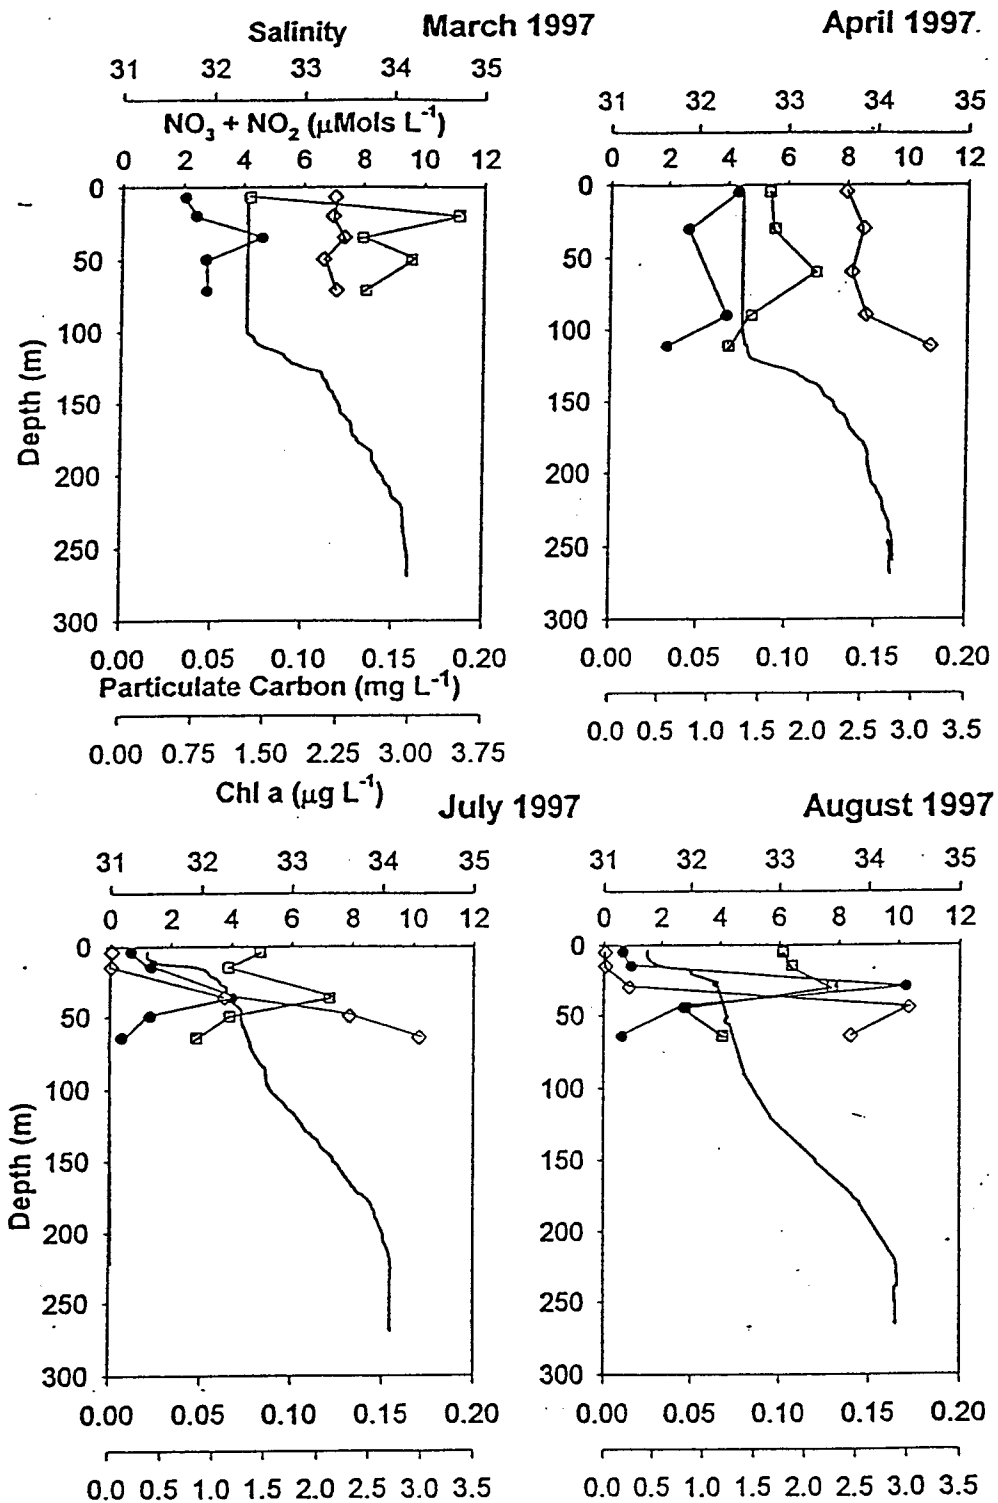 March 1997
Salinity
31 32 33 34 35
NO3 + NO2 (μMols L-1)
0 2 4 6 8 10 12
0
50
100
150
200
250
300
Depth (m)
0.00 0.05 0.10 0.15 0.20
Particulate Carbon (mg L-1)
0.00 0.75 1.50 2.25 3.00 3.75
Chl a (μg L-1)
April 1997
31 32 33 34 35
0 2 4 6 8 10 12
0
50
100
150
200
250
300
0.00 0.05 0.10 0.15 0.20
0.0 0.5 1.0 1.5 2.0 2.5 3.0 3.5
July 1997
31 32 33 34 35
0 2 4 6 8 10 12
0
50
100
150
200
250
300
Depth (m)
0.00 0.05 0.10 0.15 0.20
0.0 0.5 1.0 1.5 2.0 2.5 3.0 3.5
August 1997
31 32 33 34 35
0 2 4 6 8 10 12
0
50
100
150
200
250
300
0.00 0.05 0.10 0.15 0.20
0.0 0.5 1.0 1.5 2.0 2.5 3.0 3.5